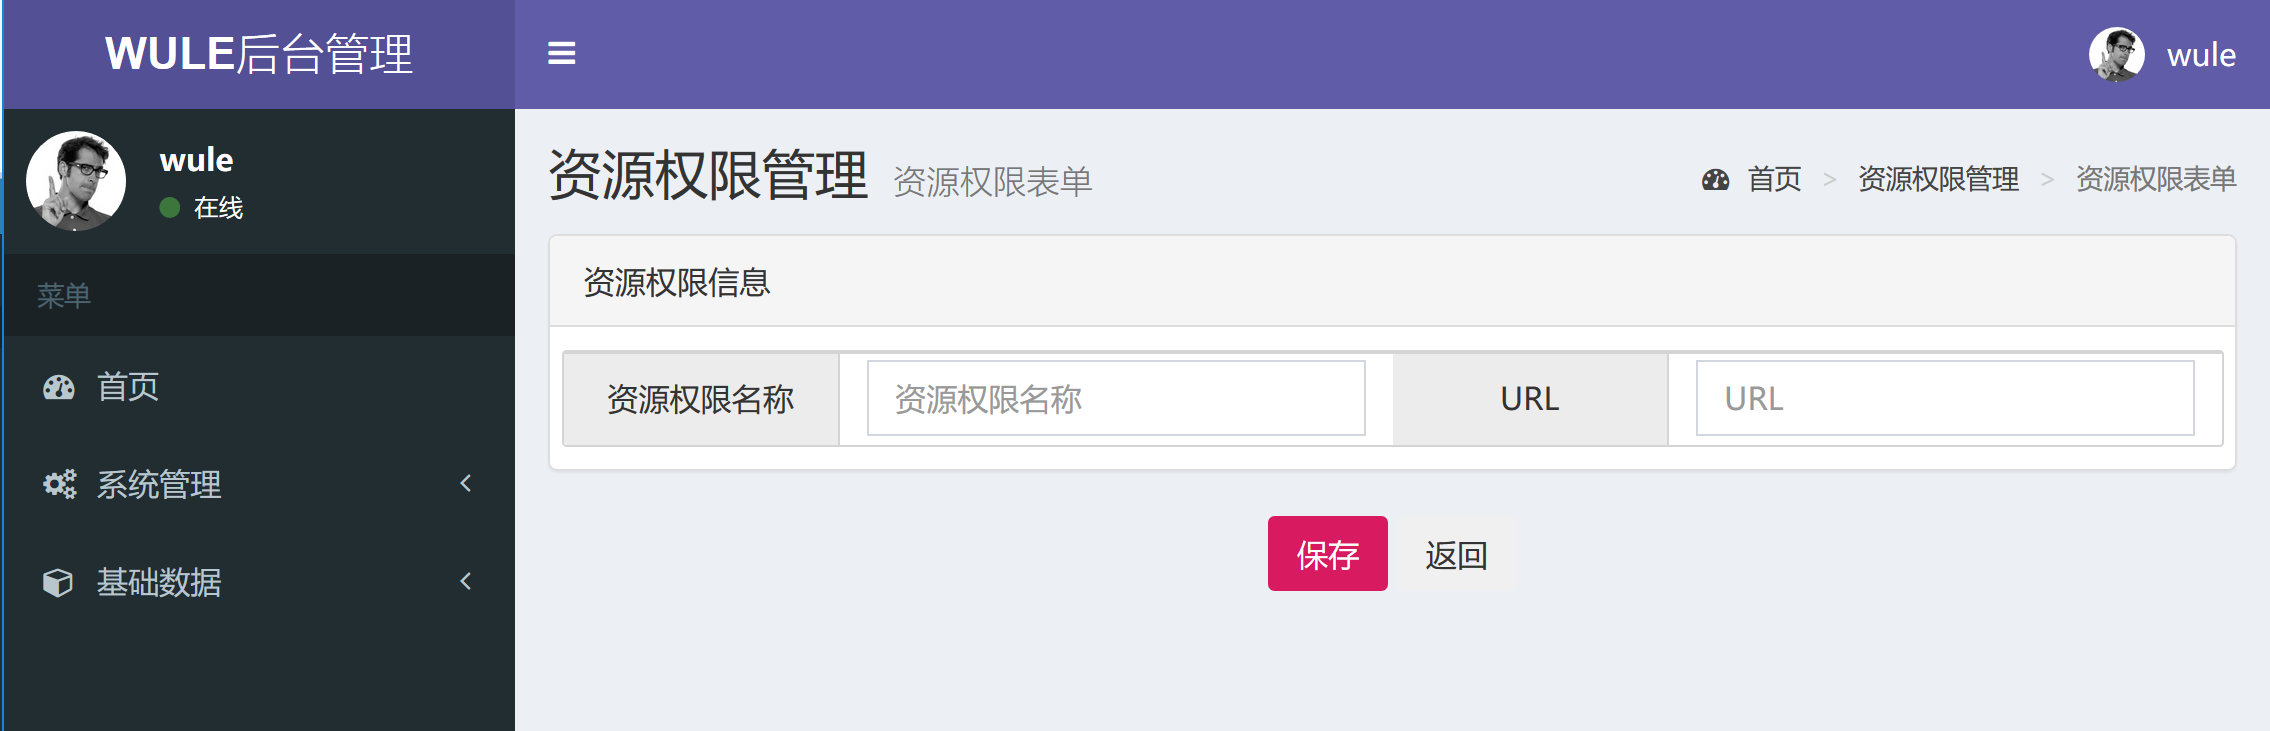 WULE后台管理
wule
wule
在线
菜单
首页
系统管理
基础数据
资源权限管理 资源权限表单
首页 > 资源权限管理 > 资源权限表单
资源权限信息
资源权限名称 资源权限名称 URL URL
保存 返回